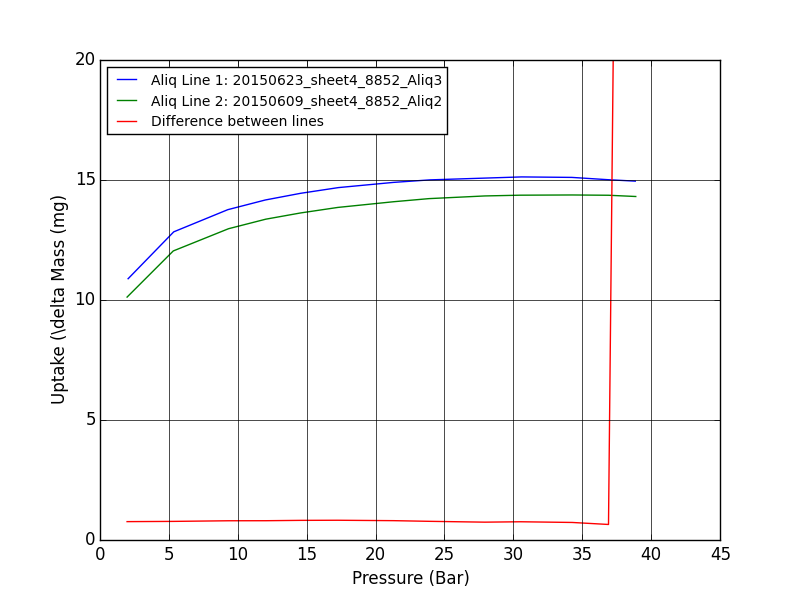 20
15
10
5
0
Uptake (\delta Mass (mg)
Aliq Line 1: 20150623_sheet4_8852_Aliq3
Aliq Line 2: 20150609_sheet4_8852_Aliq2
Difference between lines
0 5 10 15 20 25 30 35 40 45
Pressure (Bar)